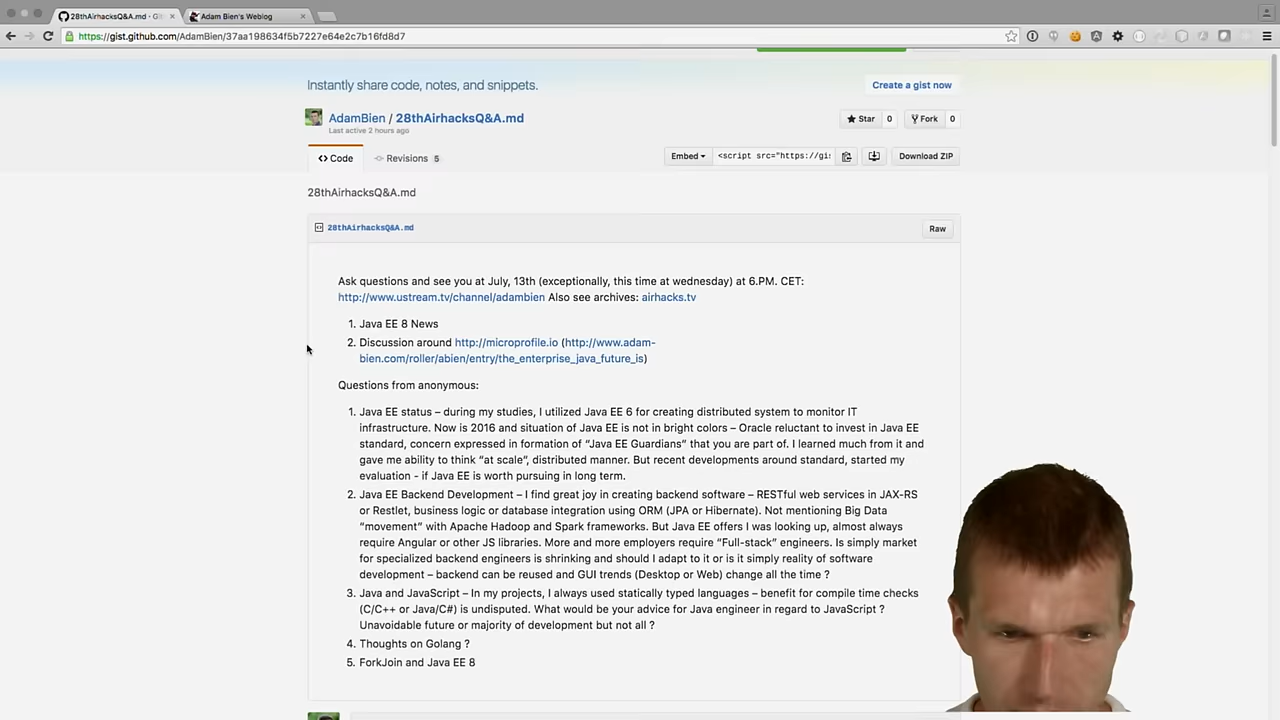 28thAirhacksQ&A.md · Gi
Adam Bien's Weblog
https://gist.github.com/AdamBien/37aa198634f5b7227e64e2c7b16fd8d7
Instantly share code, notes, and snippets.
Create a gist now
AdamBien / 28thAirhacksQ&A.md
Star 0 Fork 0
Last active 2 hours ago
Code Revisions 5
Embed <script src="https://gi: Download ZIP
28thAirhacksQ&A.md
28thAirhacksQ&A.md Raw
Ask questions and see you at July, 13th (exceptionally, this time at wednesday) at 6.PM. CET:
http://www.ustream.tv/channel/adambien Also see archives: airhacks.tv
1. Java EE 8 News
2. Discussion around http://microprofile.io (http://www.adam-
bien.com/roller/abien/entry/the_enterprise_java_future_is)
Questions from anonymous:
1. Java EE status – during my studies, I utilized Java EE 6 for creating distributed system to monitor IT
infrastructure. Now is 2016 and situation of Java EE is not in bright colors – Oracle reluctant to invest in Java EE
standard, concern expressed in formation of “Java EE Guardians” that you are part of. I learned much from it and
gave me ability to think “at scale”, distributed manner. But recent developments around standard, started my
evaluation - if Java EE is worth pursuing in long term.
2. Java EE Backend Development – I find great joy in creating backend software – RESTful web services in JAX-RS
or Restlet, business logic or database integration using ORM (JPA or Hibernate). Not mentioning Big Data
“movement” with Apache Hadoop and Spark frameworks. But Java EE offers I was looking up, almost always
require Angular or other JS libraries. More and more employers require “Full-stack” engineers. Is simply market
for specialized backend engineers is shrinking and should I adapt to it or is it simply reality of software
development – backend can be reused and GUI trends (Desktop or Web) change all the time ?
3. Java and JavaScript – In my projects, I always used statically typed languages – benefit for compile time checks
(C/C++ or Java/C#) is undisputed. What would be your advice for Java engineer in regard to JavaScript ?
Unavoidable future or majority of development but not all ?
4. Thoughts on Golang ?
5. ForkJoin and Java EE 8